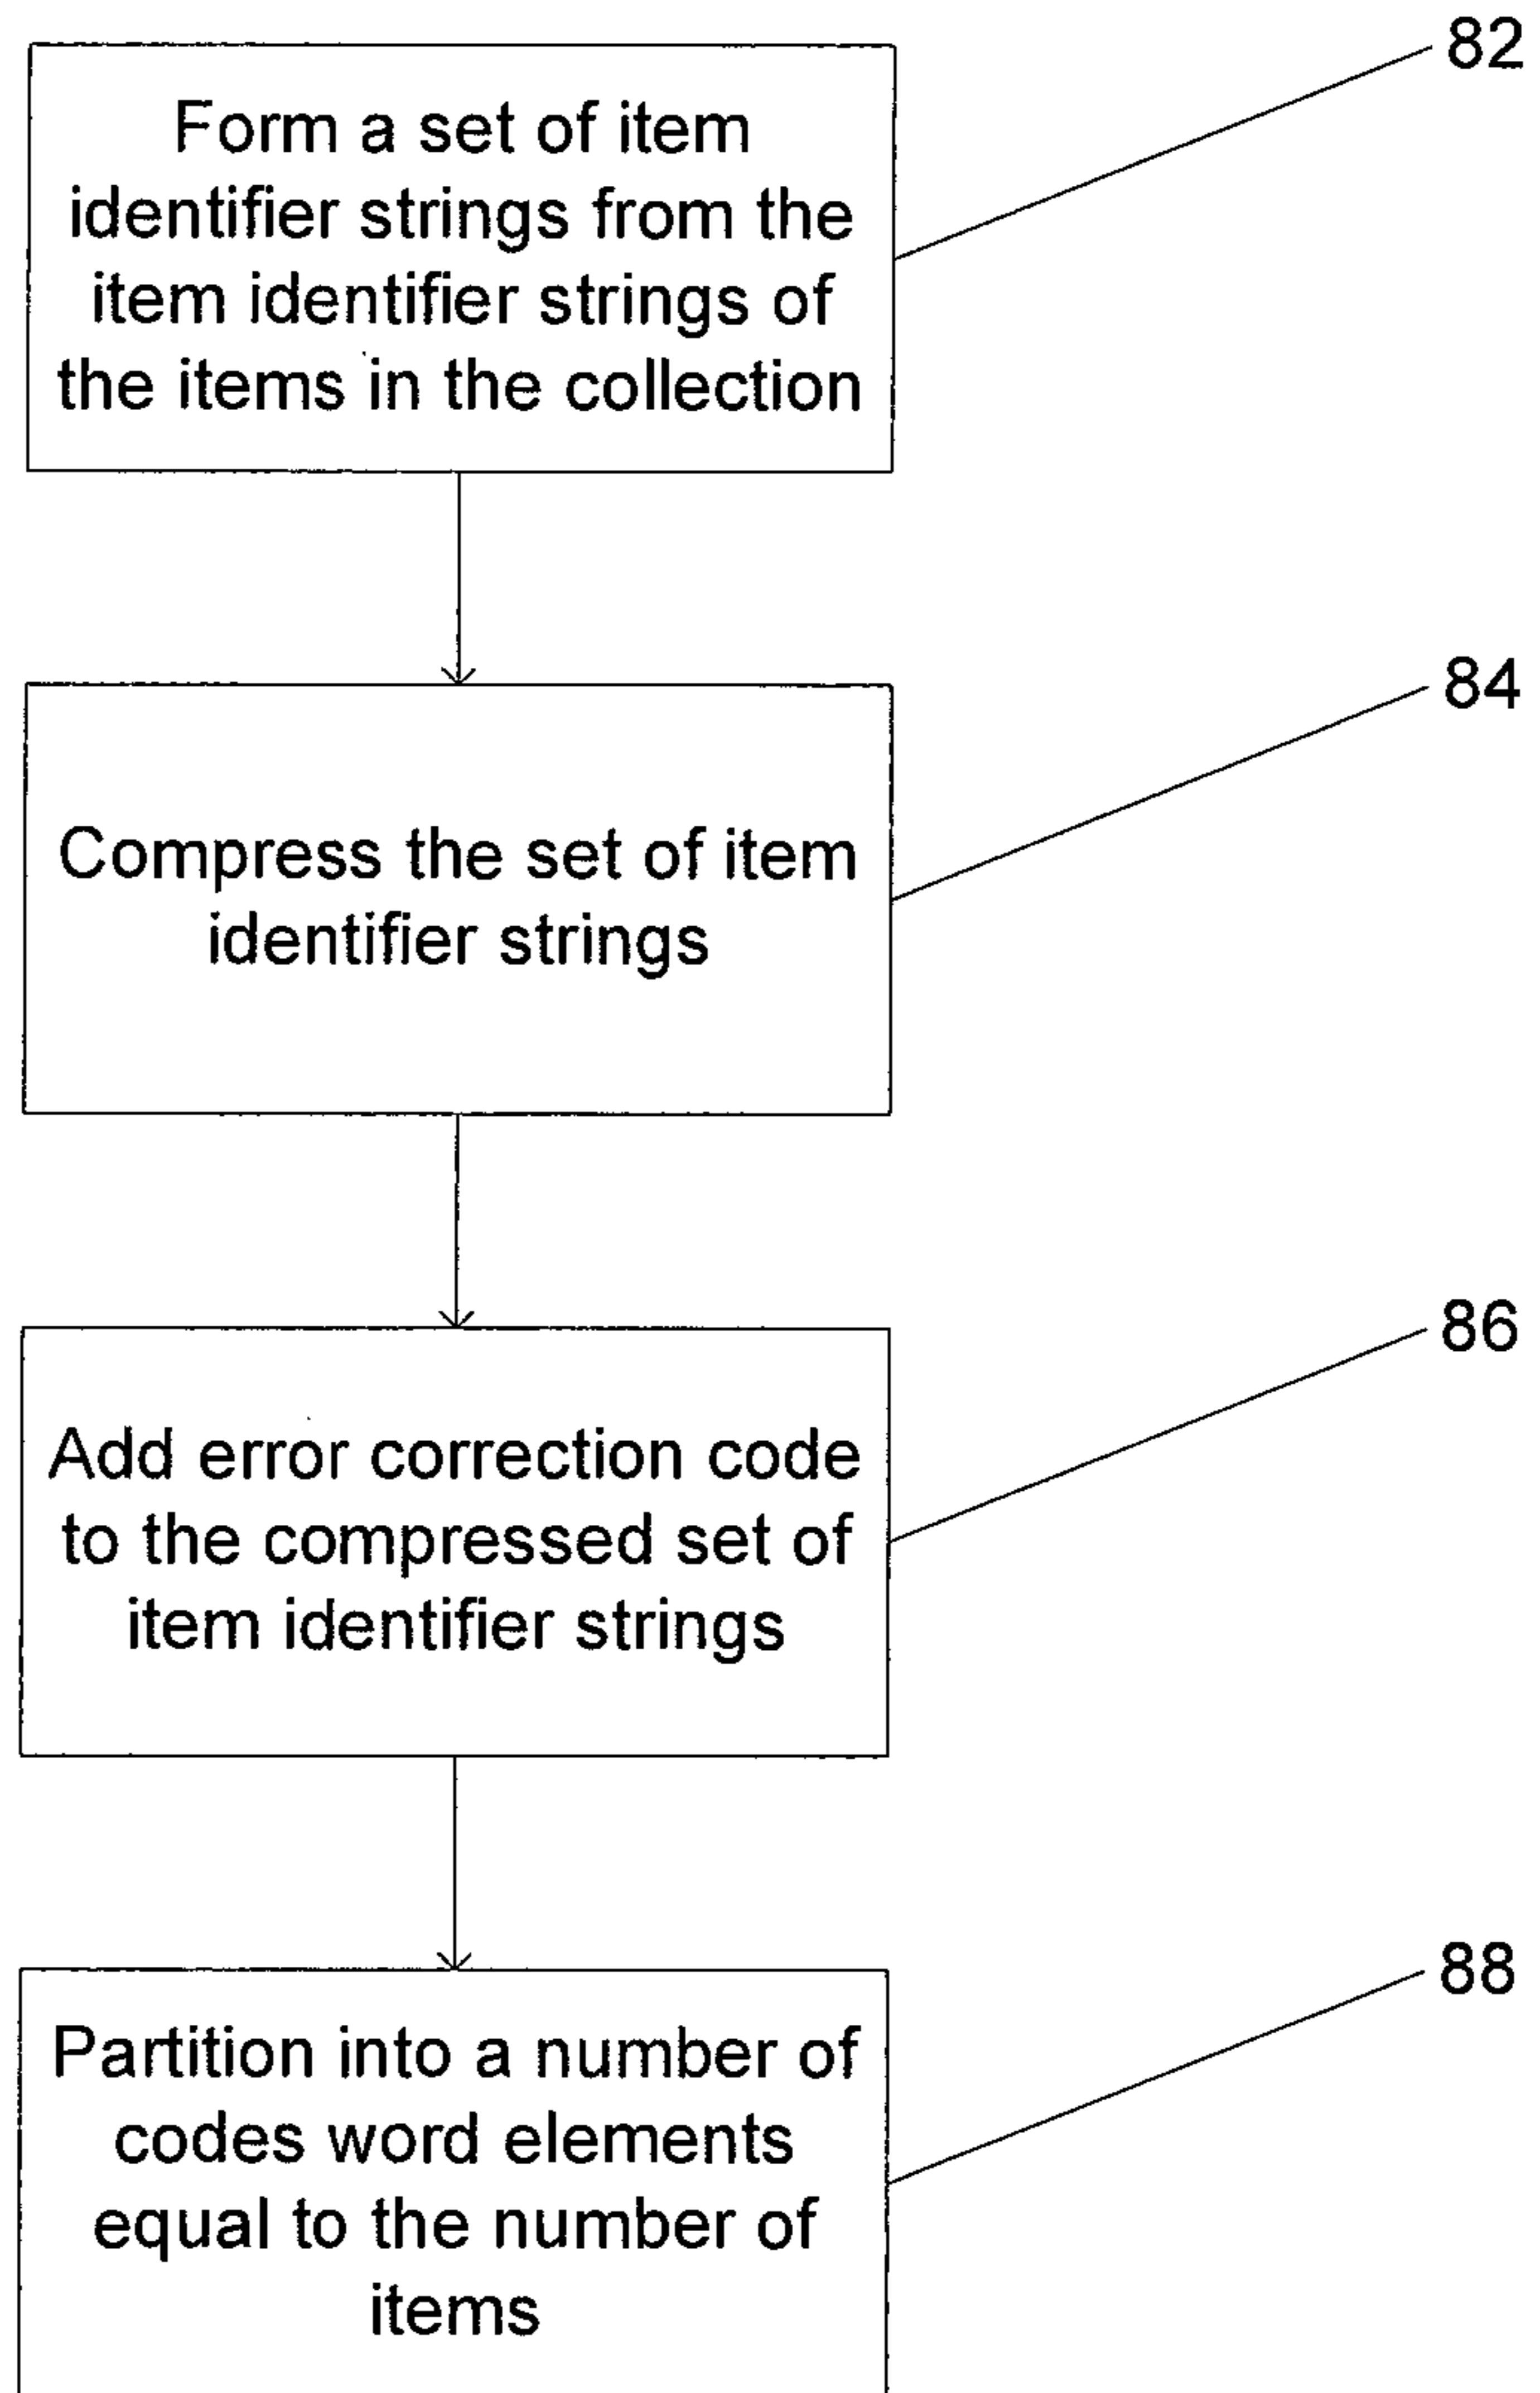 82
Form a set of item
identifier strings from the
item identifier strings of
the items in the collection
84
Compress the set of item
identifier strings
86
Add error correction code
to the compressed set of
item identifier strings
88
Partition into a number of
codes word elements
equal to the number of
items